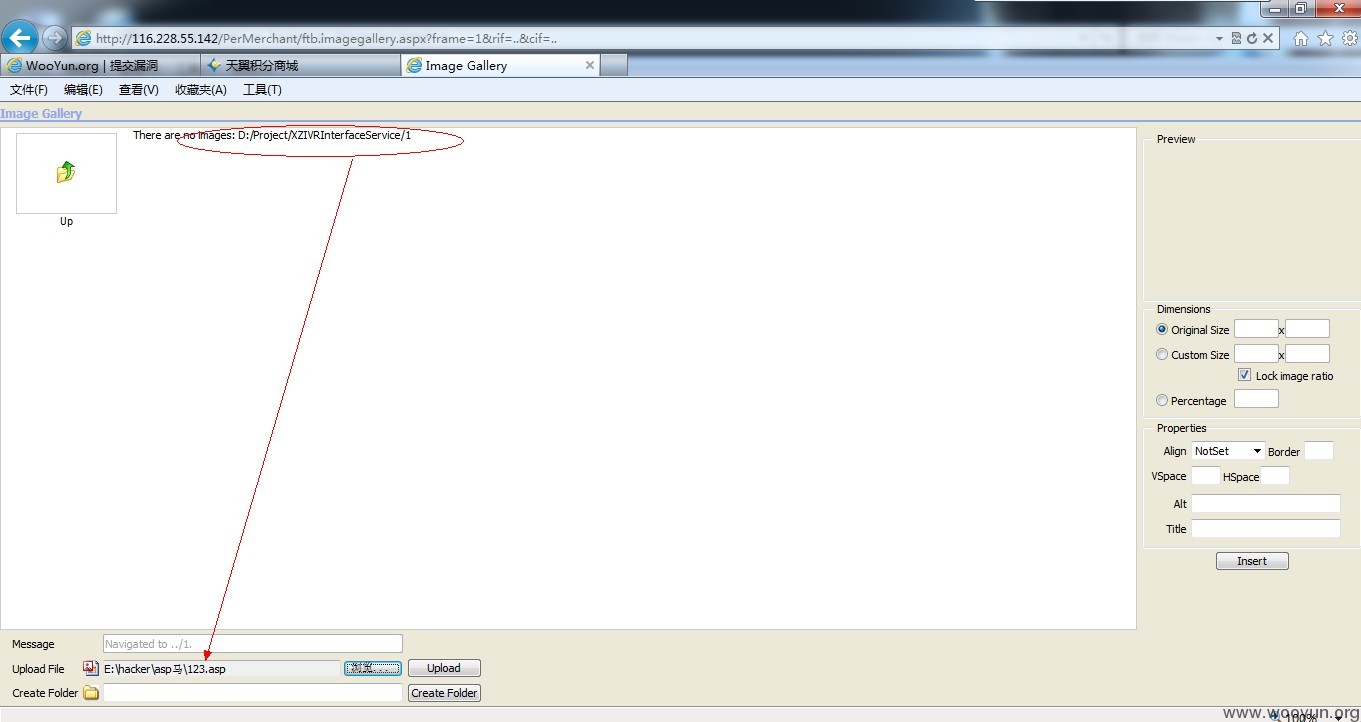 http://116.228.55.142/PerMerchant/ftb.imagegallery.aspx?frame=1&rif=..&cif=..
WooYun.org | 提交漏洞
天翼积分商城
Image Gallery
文件(F) 编辑(E) 查看(V) 收藏夹(A) 工具(T)
Image Gallery
There are no images: D:/Project/XZIVRInterfaceService/1
Up
Preview
Dimensions
Original Size x
Custom Size x
Lock image ratio
Percentage
Properties
Align NotSet Border
VSpace HSpace
Alt
Title
Insert
Message Navigated to ../1.
Upload File E:\hacker\asp马\123.asp 浏览... Upload
Create Folder Create Folder
www.wooyun.org
100%